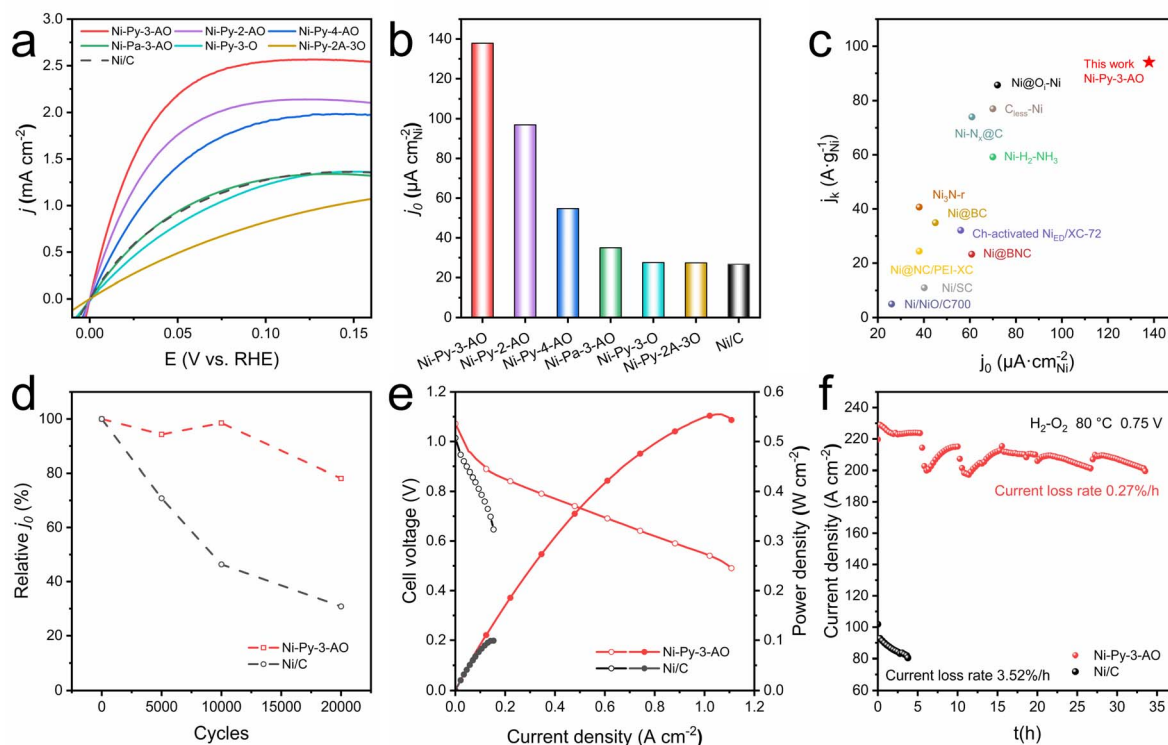 a
Ni-Py-3-AO Ni-Py-2-AO Ni-Py-4-AO
Ni-Pa-3-AO Ni-Py-3-O Ni-Py-2A-3O
Ni/C
3.0
2.5
2.0
1.5
1.0
0.5
0.0
j (mA cm⁻²)
0.00 0.05 0.10 0.15
E (V vs. RHE)
b
140
120
100
80
60
40
20
0
j₀ (µA cm⁻²Ni)
Ni-Py-3-AO
Ni-Py-2-AO
Ni-Py-4-AO
Ni-Pa-3-AO
Ni-Py-3-O
Ni-Py-2A-3O
Ni/C
c
100
80
60
40
20
0
jₖ (A·g⁻¹Ni)
This work
Ni-Py-3-AO
Ni@Oᵢ-Ni
Cless-Ni
Ni-Nₓ@C
Ni-H₂-NH₃
Ni₃N-r
Ni@BC
Ch-activated NiED/XC-72
Ni@BNC
Ni@NC/PEI-XC
Ni/SC
Ni/NiO/C700
20 40 60 80 100 120 140
j₀ (µA·cm⁻²Ni)
d
120
100
80
60
40
20
0
Relative j₀ (%)
Ni-Py-3-AO
Ni/C
0 5000 10000 15000 20000
Cycles
e
1.2
1.0
0.8
0.6
0.4
0.2
0.0
Cell voltage (V)
0.6
0.5
0.4
0.3
0.2
0.1
0.0
Power density (W cm⁻²)
Ni-Py-3-AO
Ni/C
0.0 0.2 0.4 0.6 0.8 1.0 1.2
Current density (A cm⁻²)
f
240
220
200
180
160
140
120
100
80
60
Current density (A cm⁻²)
H₂-O₂ 80 °C 0.75 V
Current loss rate 0.27%/h
Ni-Py-3-AO
Ni/C
Current loss rate 3.52%/h
0 5 10 15 20 25 30 35
t(h)